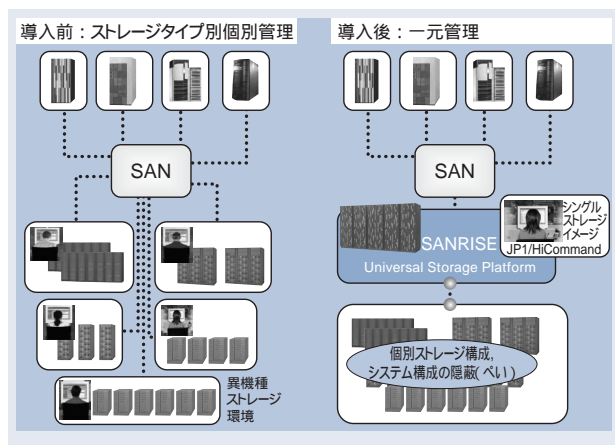 導入前：ストレージタイプ別個別管理
SAN
異機種
ストレージ
環境
導入後：一元管理
SAN
シングル
ストレージ
イメージ
JP1/HiCommand
SANRISE
Universal Storage Platform
個別ストレージ構成,
システム構成の隠蔽(ぺい)